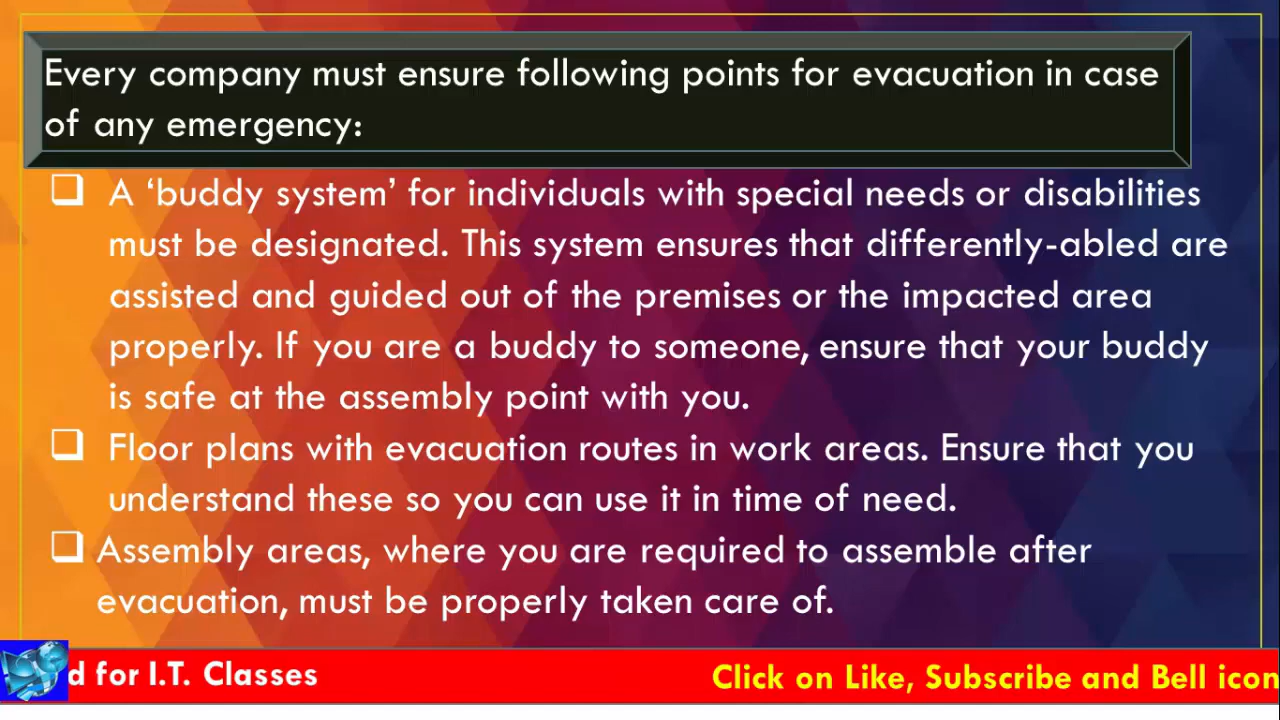 Every company must ensure following points for evacuation in case
of any emergency:
❑ A ‘buddy system’ for individuals with special needs or disabilities
must be designated. This system ensures that differently-abled are
assisted and guided out of the premises or the impacted area
properly. If you are a buddy to someone, ensure that your buddy
is safe at the assembly point with you.
❑ Floor plans with evacuation routes in work areas. Ensure that you
understand these so you can use it in time of need.
❑ Assembly areas, where you are required to assemble after
evacuation, must be properly taken care of.
d for I.T. Classes
Click on Like, Subscribe and Bell icon